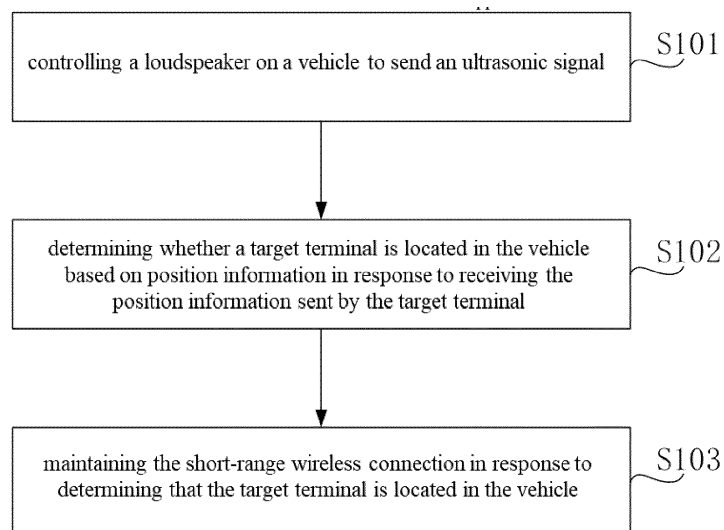 controlling a loudspeaker on a vehicle to send an ultrasonic signal
S101
determining whether a target terminal is located in the vehicle
based on position information in response to receiving the
position information sent by the target terminal
S102
maintaining the short-range wireless connection in response to
determining that the target terminal is located in the vehicle
S103